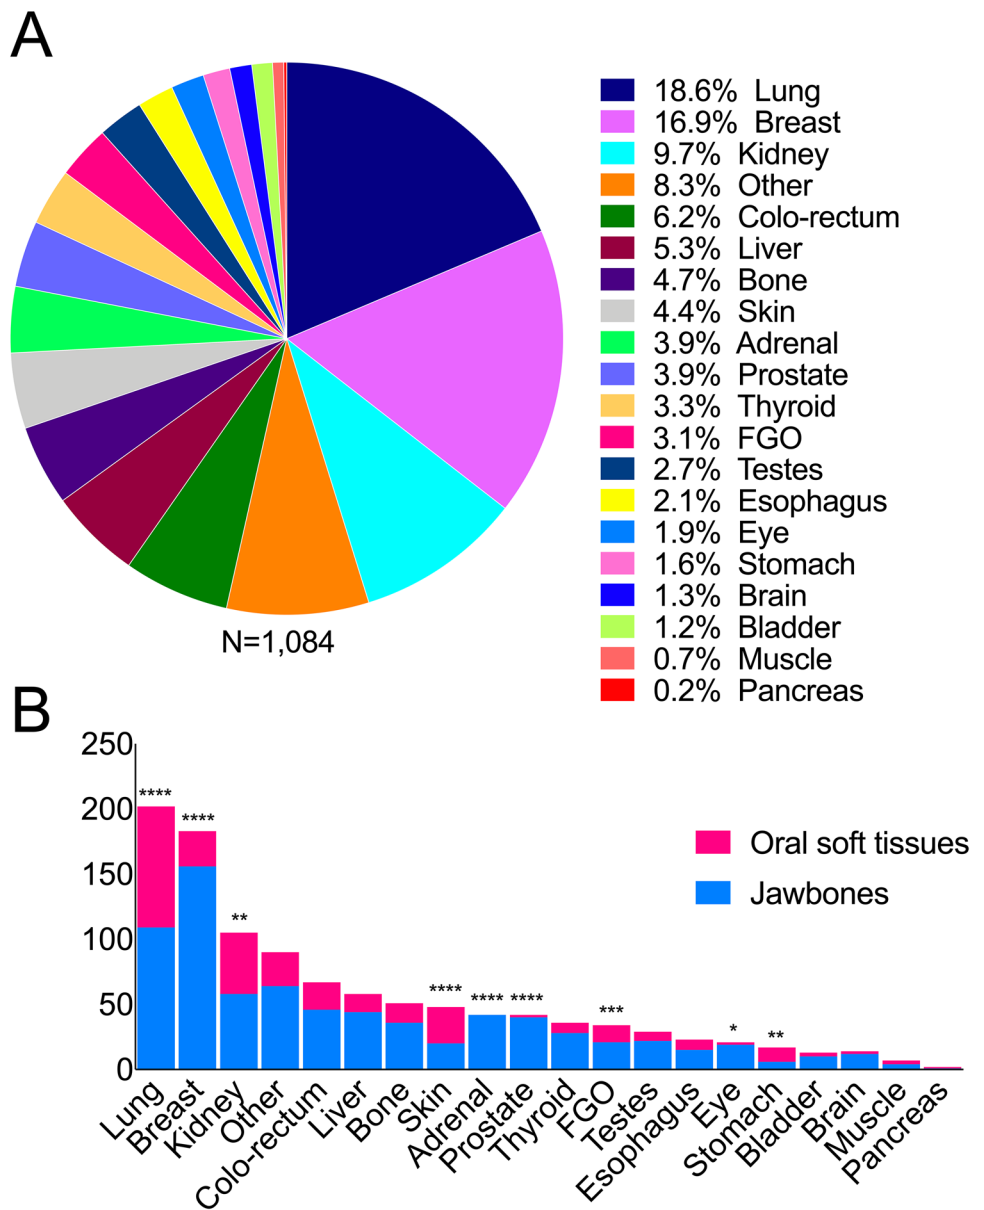 A
18.6% Lung
16.9% Breast
9.7% Kidney
8.3% Other
6.2% Colo-rectum
5.3% Liver
4.7% Bone
4.4% Skin
3.9% Adrenal
3.9% Prostate
3.3% Thyroid
3.1% FGO
2.7% Testes
2.1% Esophagus
1.9% Eye
1.6% Stomach
1.3% Brain
1.2% Bladder
0.7% Muscle
0.2% Pancreas
N=1,084
B
250
200
150
100
50
0
****
****
**
****
****
****
***
*
**
Oral soft tissues
Jawbones
Lung
Breast
Kidney
Other
Colo-rectum
Liver
Bone
Skin
Adrenal
Prostate
Thyroid
FGO
Testes
Esophagus
Eye
Stomach
Bladder
Brain
Muscle
Pancreas